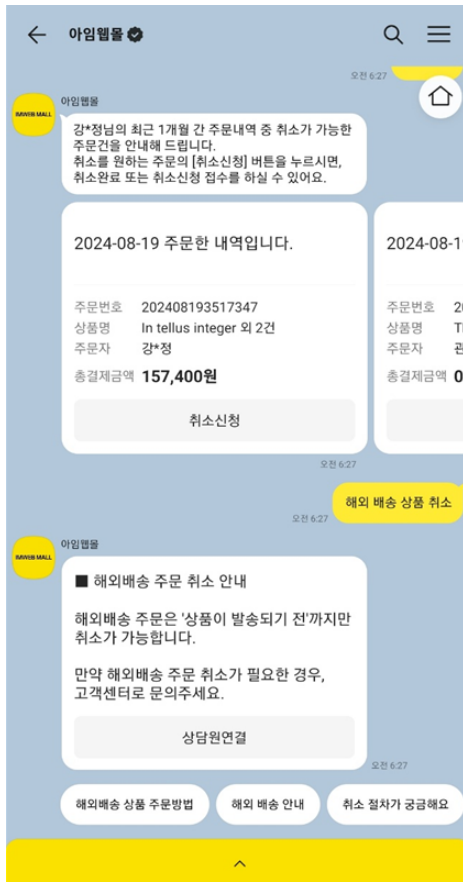 아임웹몰
오전 6:27
IMWEB MALL
아임웹몰
강*정님의 최근 1개월 간 주문내역 중 취소가 가능한
주문건을 안내해 드립니다.
취소를 원하는 주문의 [취소신청] 버튼을 누르시면,
취소완료 또는 취소신청 접수를 하실 수 있어요.
2024-08-19 주문한 내역입니다.
주문번호 202408193517347
상품명 In tellus integer 외 2건
주문자 강*정
총결제금액 157,400원
취소신청
2024-08-1
주문번호 2
상품명 T
주문자 관
총결제금액 0
오전 6:27
해외 배송 상품 취소
오전 6:27
IMWEB MALL
아임웹몰
■ 해외배송 주문 취소 안내
해외배송 주문은 '상품이 발송되기 전'까지만
취소가 가능합니다.
만약 해외배송 주문 취소가 필요한 경우,
고객센터로 문의주세요.
상담원연결
오전 6:27
해외배송 상품 주문방법
해외 배송 안내
취소 절차가 궁금해요